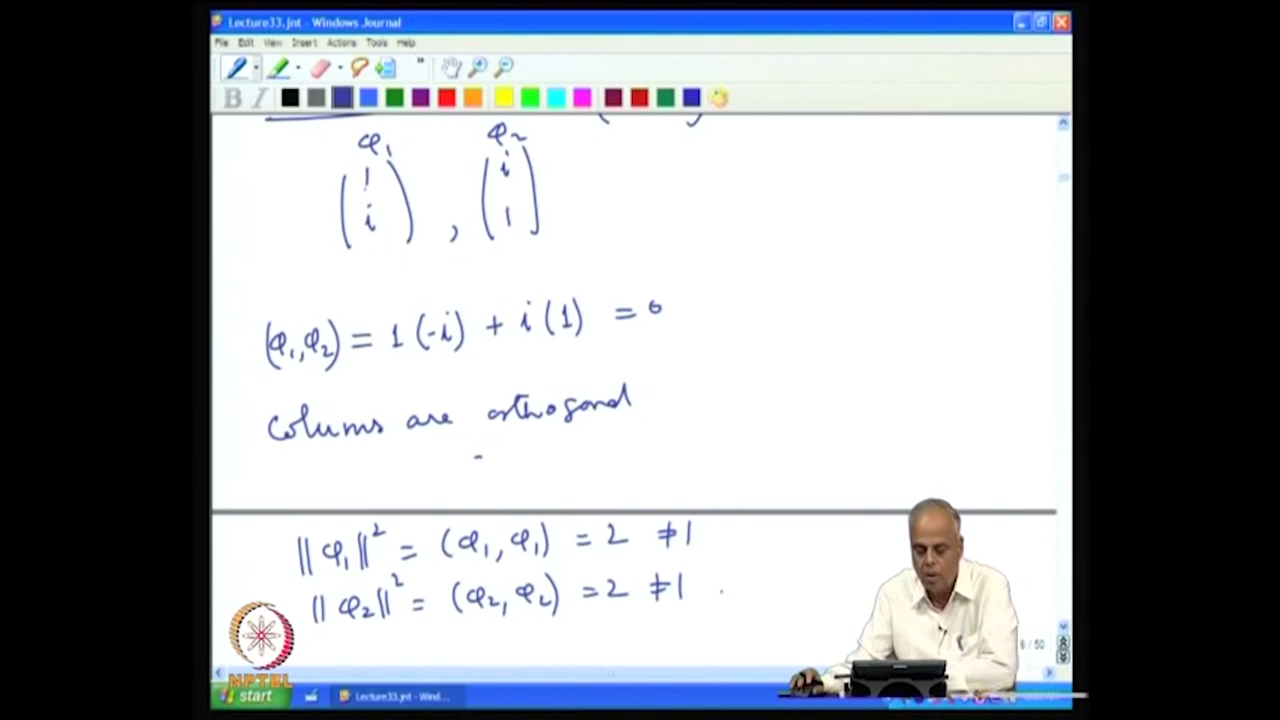 Lecture33.jnt - Windows Journal
File Edit View Insert Actions Tools Help
B I
φ₁ φ₂
(1 i) , (i 1)
(φ₁, φ₂) = 1 (-i) + i (1) = 0
Colums are orthogonal
‖φ₁‖² = (φ₁, φ₁) = 2 ≠ 1
‖φ₂‖² = (φ₂, φ₂) = 2 ≠ 1
6 / 50
NPTEL
start Lecture33.jnt - Wind...